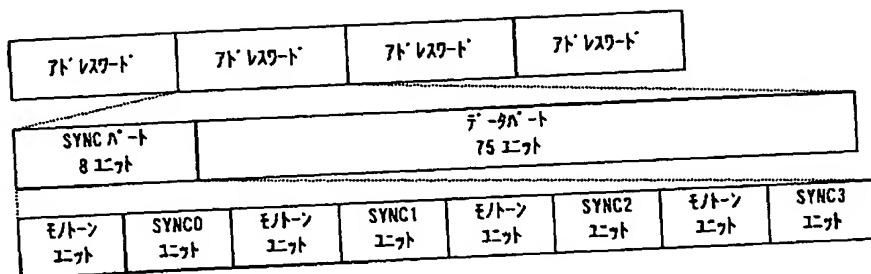 ｱﾄﾞﾚｽﾜｰﾄﾞ ｱﾄﾞﾚｽﾜｰﾄﾞ ｱﾄﾞﾚｽﾜｰﾄﾞ ｱﾄﾞﾚｽﾜｰﾄﾞ
SYNC ﾊﾟｰﾄ ﾃﾞｰﾀﾊﾟｰﾄ
8 ﾕﾆｯﾄ 75 ﾕﾆｯﾄ
ﾓﾉﾄｰﾝ SYNC0 ﾓﾉﾄｰﾝ SYNC1 ﾓﾉﾄｰﾝ SYNC2 ﾓﾉﾄｰﾝ SYNC3
ﾕﾆｯﾄ ﾕﾆｯﾄ ﾕﾆｯﾄ ﾕﾆｯﾄ ﾕﾆｯﾄ ﾕﾆｯﾄ ﾕﾆｯﾄ ﾕﾆｯﾄ